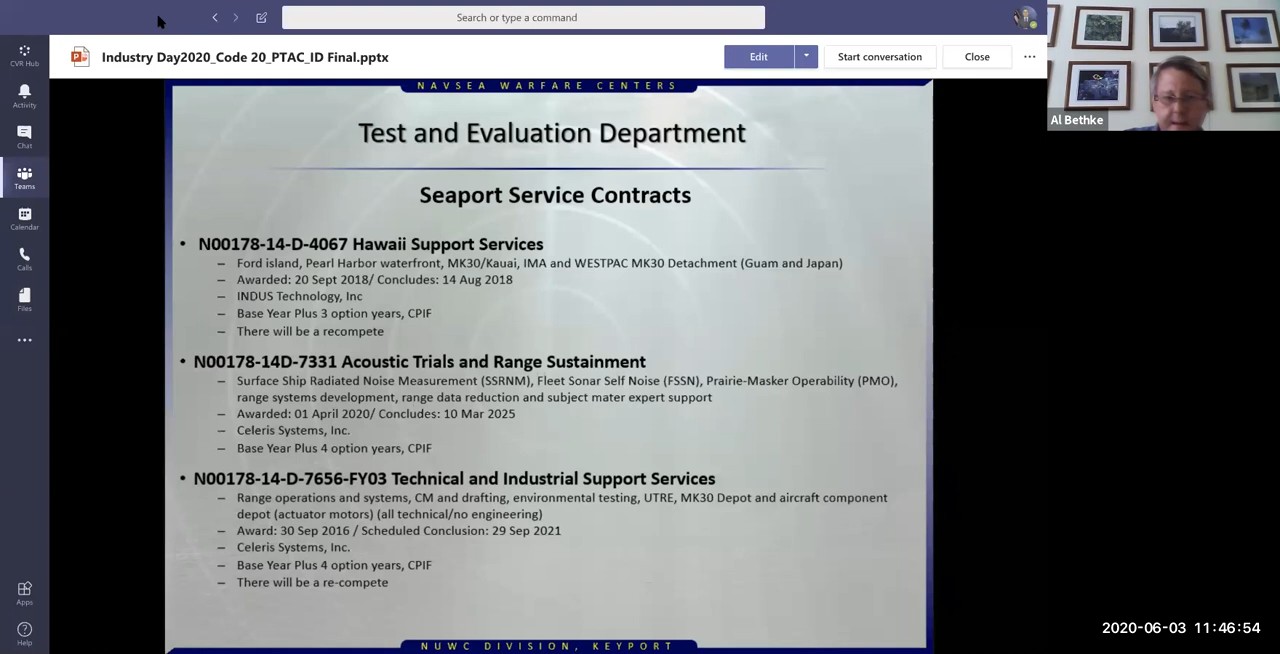 Search or type a command
CVR Hub
Activity
Chat
Teams
Calendar
Calls
Files
Apps
Help
Industry Day2020_Code 20_PTAC_ID Final.pptx
Edit
Start conversation
Close
Al Bethke
NAVSEA WARFARE CENTERS
Test and Evaluation Department
Seaport Service Contracts
• N00178-14-D-4067 Hawaii Support Services
– Ford island, Pearl Harbor waterfront, MK30/Kauai, IMA and WESTPAC MK30 Detachment (Guam and Japan)
– Awarded: 20 Sept 2018/ Concludes: 14 Aug 2018
– INDUS Technology, Inc
– Base Year Plus 3 option years, CPIF
– There will be a recompete
• N00178-14D-7331 Acoustic Trials and Range Sustainment
– Surface Ship Radiated Noise Measurement (SSRNM), Fleet Sonar Self Noise (FSSN), Prairie-Masker Operability (PMO),
range systems development, range data reduction and subject mater expert support
– Awarded: 01 April 2020/ Concludes: 10 Mar 2025
– Celeris Systems, Inc.
– Base Year Plus 4 option years, CPIF
• N00178-14-D-7656-FY03 Technical and Industrial Support Services
– Range operations and systems, CM and drafting, environmental testing, UTRE, MK30 Depot and aircraft component
depot (actuator motors) (all technical/no engineering)
– Award: 30 Sep 2016 / Scheduled Conclusion: 29 Sep 2021
– Celeris Systems, Inc.
– Base Year Plus 4 option years, CPIF
– There will be a re-compete
NUWC DIVISION, KEYPORT
2020-06-03 11:46:54